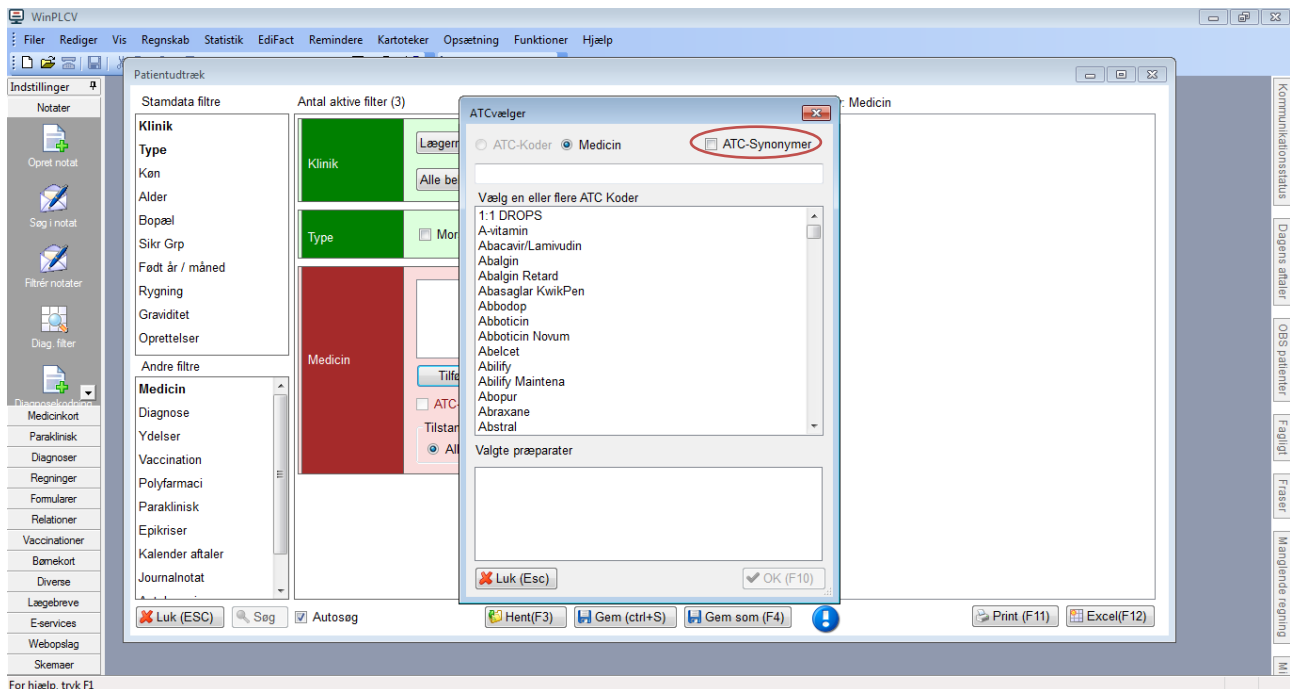 WinPLCV
Filer Rediger Vis Regnskab Statistik EdiFact Remindere Kartoteker Opsætning Funktioner Hjælp
Indstillinger
Notater
Opret notat
Søg i notat
Filtrér notater
Diag. filter
Diagnosekodning
Medicinkort
Paraklinisk
Diagnoser
Regninger
Formularer
Relationer
Vaccinationer
Børnekort
Diverse
Lægebreve
E-services
Webopslag
Skemaer
For hjælp, tryk F1
Patientudtræk
Stamdata filtre
Klinik
Type
Køn
Alder
Bopæl
Sikr Grp
Født år / måned
Rygning
Graviditet
Oprettelser
Andre filtre
Medicin
Diagnose
Ydelser
Vaccination
Polyfarmaci
Paraklinisk
Epikriser
Kalender aftaler
Journalnotat
Antal aktive filter (3)
Klinik
Alle be
Type
Mor
Medicin
Tilfø
ATC-
Tilstan
All
: Medicin
ATCvælger
ATC-Koder Medicin ATC-Synonymer
Vælg en eller flere ATC Koder
1:1 DROPS
A-vitamin
Abacavir/Lamivudin
Abalgin
Abalgin Retard
Abasaglar KwikPen
Abbodop
Abboticin
Abboticin Novum
Abelcet
Abilify
Abilify Maintena
Abopur
Abraxane
Abstral
Valgte præparater
Luk (Esc) OK (F10)
Luk (ESC) Søg Autosøg Hent(F3) Gem (ctrl+S) Gem som (F4) Print (F11) Excel(F12)
Kommunikationsstatus
Dagens aftaler
OBS patienter
Fagligt
Fraser
Manglende regning
Mi